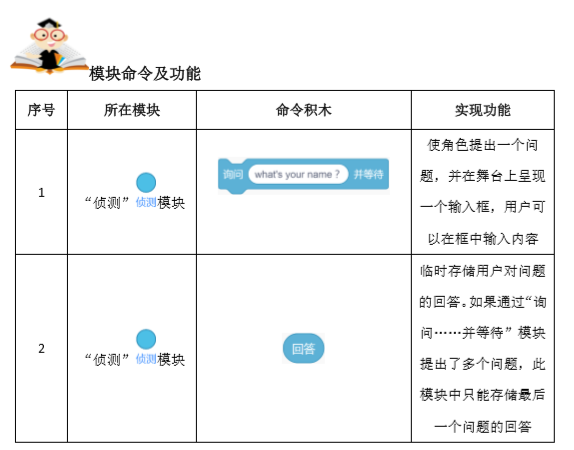 模块命令及功能
序号 所在模块 命令积木 实现功能
1
“侦测” 侦测 模块
询问 what's your name？ 并等待
使角色提出一个问
题，并在舞台上呈现
一个输入框，用户可
以在框中输入内容
2
“侦测” 侦测 模块
回答
临时存储用户对问题
的回答。如果通过“询
问……并等待”模块
提出了多个问题，此
模块中只能存储最后
一个问题的回答